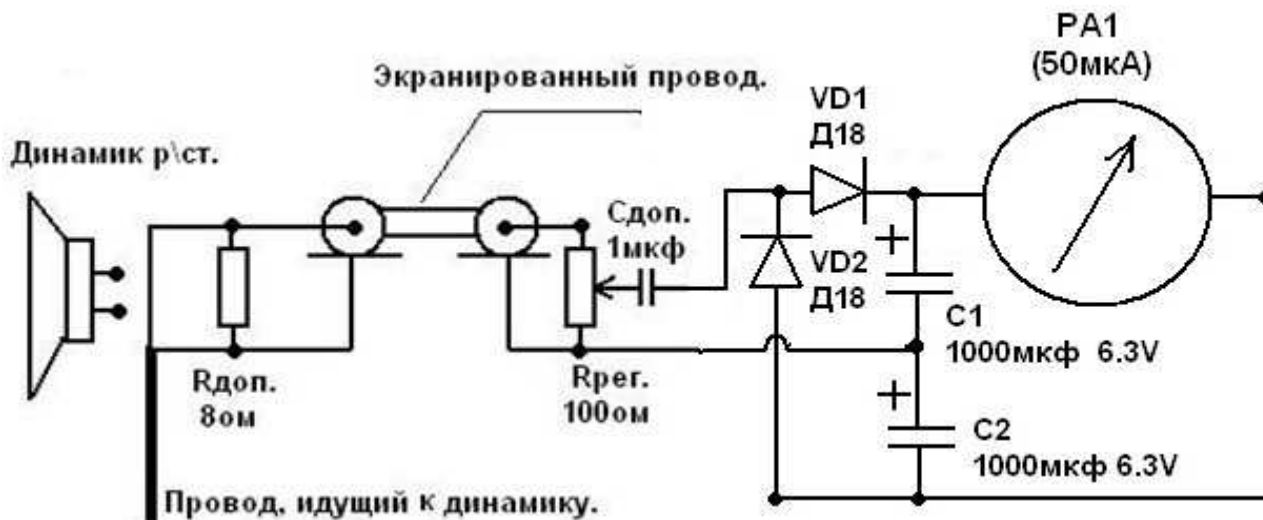 РА1
(50мкА)
Экранированный провод.
VD1
Д18
Динамик р\ст.
Сдоп.
1мкф
VD2
Д18
C1
1000мкф 6.3V
Rдоп.
8ом
Rрег.
100ом
C2
1000мкф 6.3V
Провод, идущий к динамику.